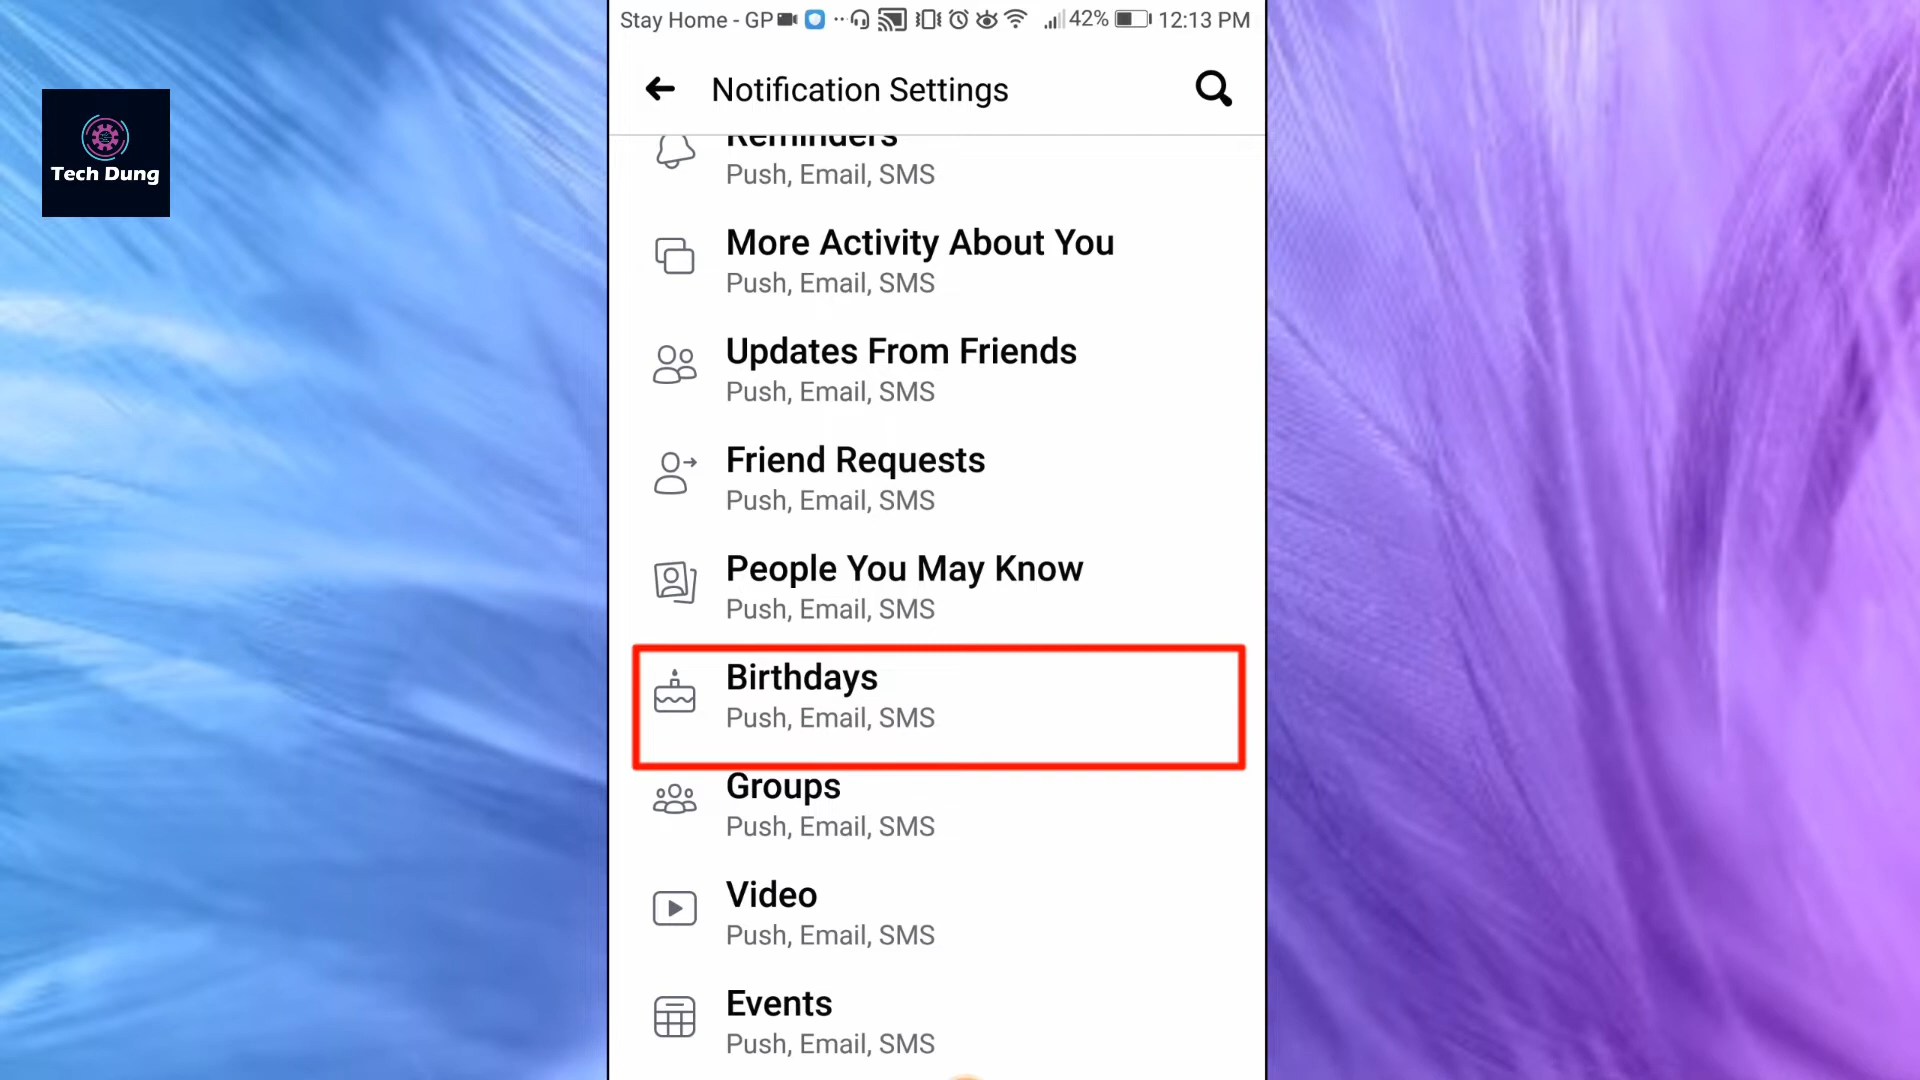 Stay Home - GP
42%
12:13 PM
Notification Settings
Tech Dung
Reminders
Push, Email, SMS
More Activity About You
Push, Email, SMS
Updates From Friends
Push, Email, SMS
Friend Requests
Push, Email, SMS
People You May Know
Push, Email, SMS
Birthdays
Push, Email, SMS
Groups
Push, Email, SMS
Video
Push, Email, SMS
Events
Push, Email, SMS